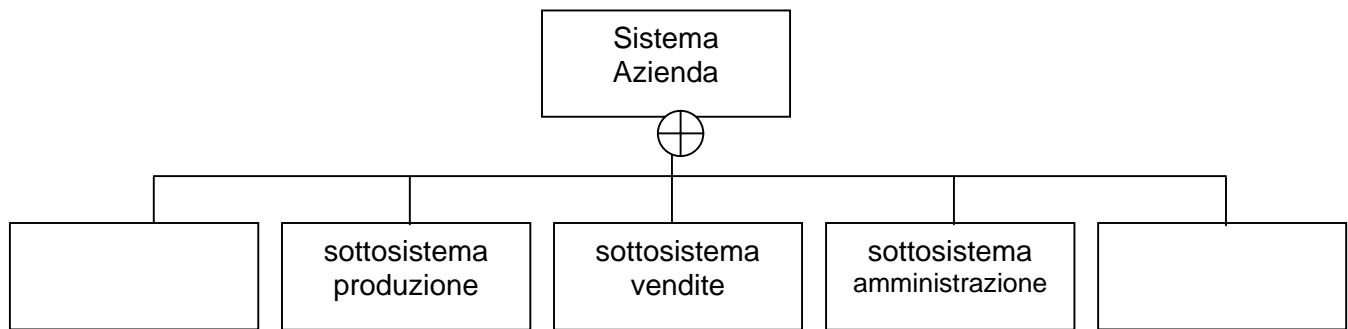 Sistema
Azienda
sottosistema
produzione
sottosistema
vendite
sottosistema
amministrazione